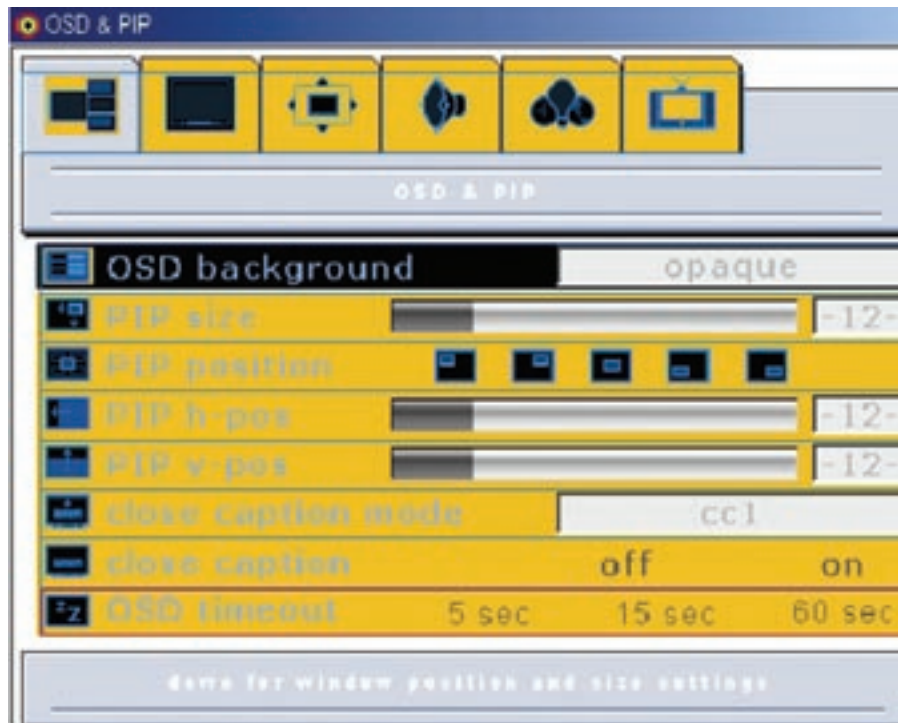 OSD & PIP
OSD & PIP
OSD background opaque
PIP size -12-
PIP position
PIP h-pos -12-
PIP v-pos -12-
close caption mode cc1
close caption off on
OSD timeout 5 sec 15 sec 60 sec
down for window position and size settings